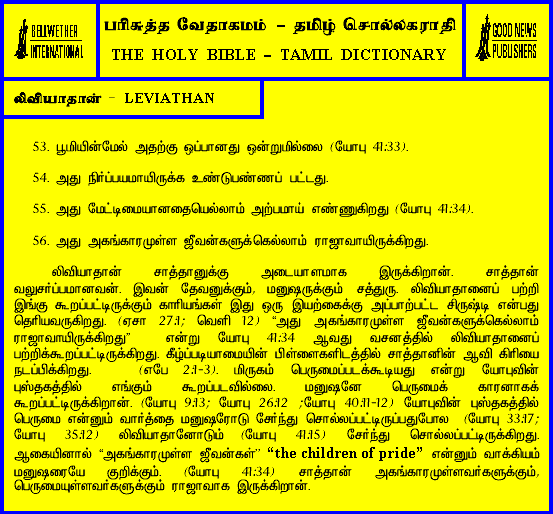 BELLWETHER
INTERNATIONAL
பரிசுத்த வேதாகமம் – தமிழ் சொல்லகராதி
THE HOLY BIBLE – TAMIL DICTIONARY
GOOD NEWS
PUBLISHERS
லிவியாதான் – LEVIATHAN
53. பூமியின்மேல் அதற்கு ஒப்பானது ஒன்றுமில்லை (யோபு 41:33).
54. அது நிர்ப்பயமாயிருக்க உண்டுபண்ணப் பட்டது.
55. அது மேட்டிமையானதையெல்லாம் அற்பமாய் எண்ணுகிறது (யோபு 41:34).
56. அது அகங்காரமுள்ள ஜீவன்களுக்கெல்லாம் ராஜாவாயிருக்கிறது.
லிவியாதான் சாத்தானுக்கு அடையாளமாக இருக்கிறான். சாத்தான்
வலுசர்ப்பமானவன். இவன் தேவனுக்கும், மனுஷருக்கும் சத்துரு. லிவியாதானைப் பற்றி
இங்கு கூறப்பட்டிருக்கும் காரியங்கள் இது ஒரு இயற்கைக்கு அப்பாற்பட்ட சிருஷ்டி என்பது
தெரியவருகிறது. (ஏசா 27:1; வெளி 12) “அது அகங்காரமுள்ள ஜீவன்களுக்கெல்லாம்
ராஜாவாயிருக்கிறது” என்று யோபு 41:34 ஆவது வசனத்தில் லிவியாதானைப்
பற்றிக்கூறப்பட்டிருக்கிறது. கீழ்ப்படியாமையின் பிள்ளைகளிடத்தில் சாத்தானின் ஆவி கிரியை
நடப்பிக்கிறது. (எபே 2:1-3). மிருகம் பெருமைப்படக்கூடியது என்று யோபுவின்
புஸ்தகத்தில் எங்கும் கூறப்படவில்லை. மனுஷனே பெருமைக் காரனாகக்
கூறப்பட்டிருக்கிறான். (யோபு 9:13; யோபு 26:12 ;யோபு 40:11-12) யோபுவின் புஸ்தகத்தில்
பெருமை என்னும் வார்த்தை மனுஷரோடு சேர்ந்து சொல்லப்பட்டிருப்பதுபோல (யோபு 33:17;
யோபு 35:12) லிவியாதானோடும் (யோபு 41:15) சேர்ந்து சொல்லப்பட்டிருக்கிறது.
ஆகையினால் “அகங்காரமுள்ள ஜீவன்கள்” “the children of pride” என்னும் வாக்கியம்
மனுஷரையே குறிக்கும். (யோபு 41:34) சாத்தான் அகங்காரமுள்ளவர்களுக்கும்,
பெருமையுள்ளவர்களுக்கும் ராஜாவாக இருக்கிறான்.